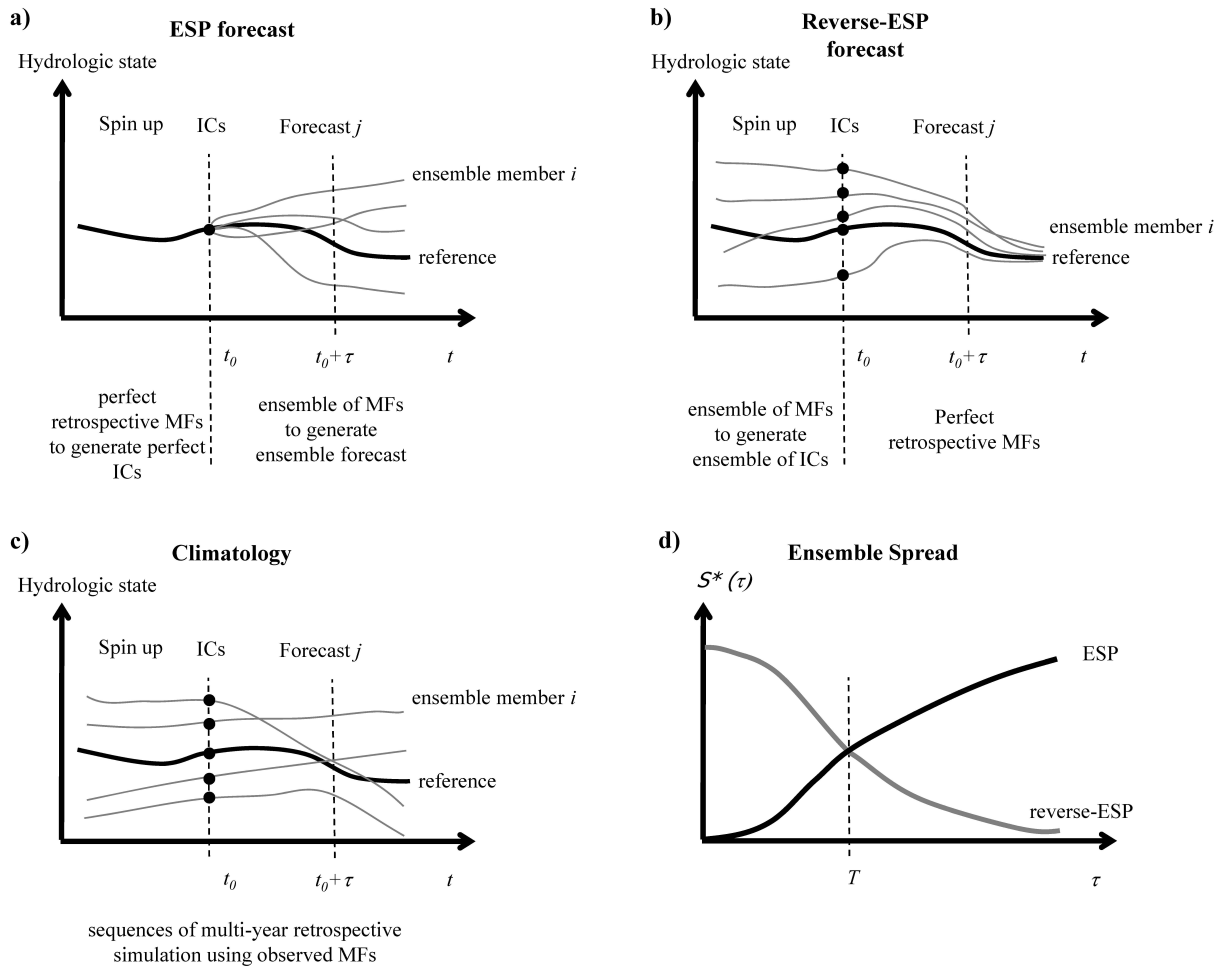 a)
ESP forecast
Hydrologic state
Spin up
ICs
Forecast j
ensemble member i
reference
t0
t0+ τ
t
perfect
retrospective MFs
to generate perfect
ICs
ensemble of MFs
to generate
ensemble forecast
b)
Reverse-ESP
forecast
Hydrologic state
Spin up
ICs
Forecast j
ensemble member i
reference
t0
t0+ τ
t
ensemble of MFs
to generate
ensemble of ICs
Perfect
retrospective MFs
c)
Climatology
Hydrologic state
Spin up
ICs
Forecast j
ensemble member i
reference
t0
t0+ τ
t
sequences of multi-year retrospective
simulation using observed MFs
d)
Ensemble Spread
S* (τ)
ESP
reverse-ESP
T
τ